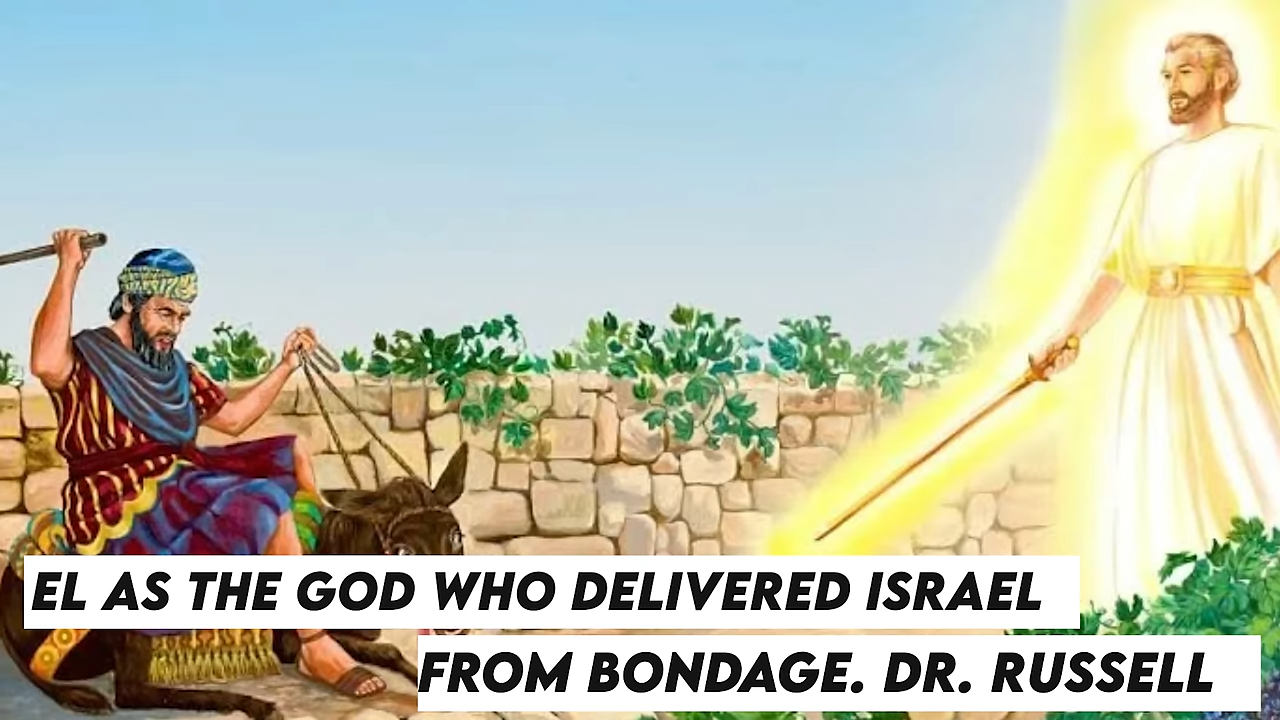 EL AS THE GOD WHO DELIVERED ISRAEL
FROM BONDAGE. DR. RUSSELL